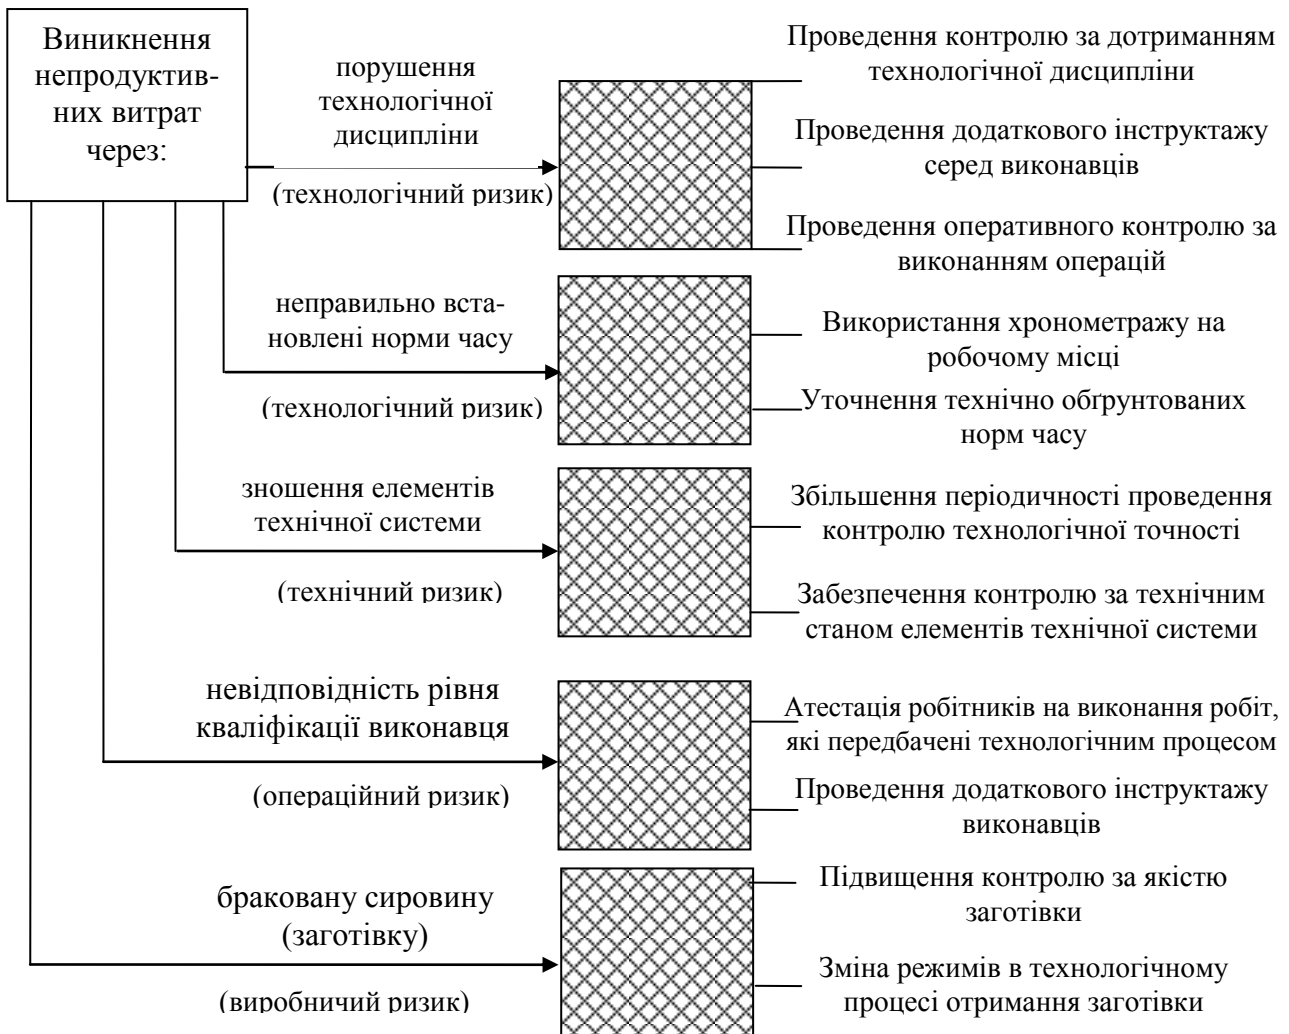 Виникнення
непродуктив-
них витрат
через:
порушення
технологічної
дисципліни
(технологічний ризик)
Проведення контролю за дотриманням
технологічної дисципліни
Проведення додаткового інструктажу
серед виконавців
Проведення оперативного контролю за
виконанням операцій
неправильно вста-
новлені норми часу
(технологічний ризик)
Використання хронометражу на
робочому місці
Уточнення технічно обґрунтованих
норм часу
зношення елементів
технічної системи
(технічний ризик)
Збільшення періодичності проведення
контролю технологічної точності
Забезпечення контролю за технічним
станом елементів технічної системи
невідповідність рівня
кваліфікації виконавця
(операційний ризик)
Атестація робітників на виконання робіт,
які передбачені технологічним процесом
Проведення додаткового інструктажу
виконавців
браковану сировину
(заготівку)
(виробничий ризик)
Підвищення контролю за якістю
заготівки
Зміна режимів в технологічному
процесі отримання заготівки